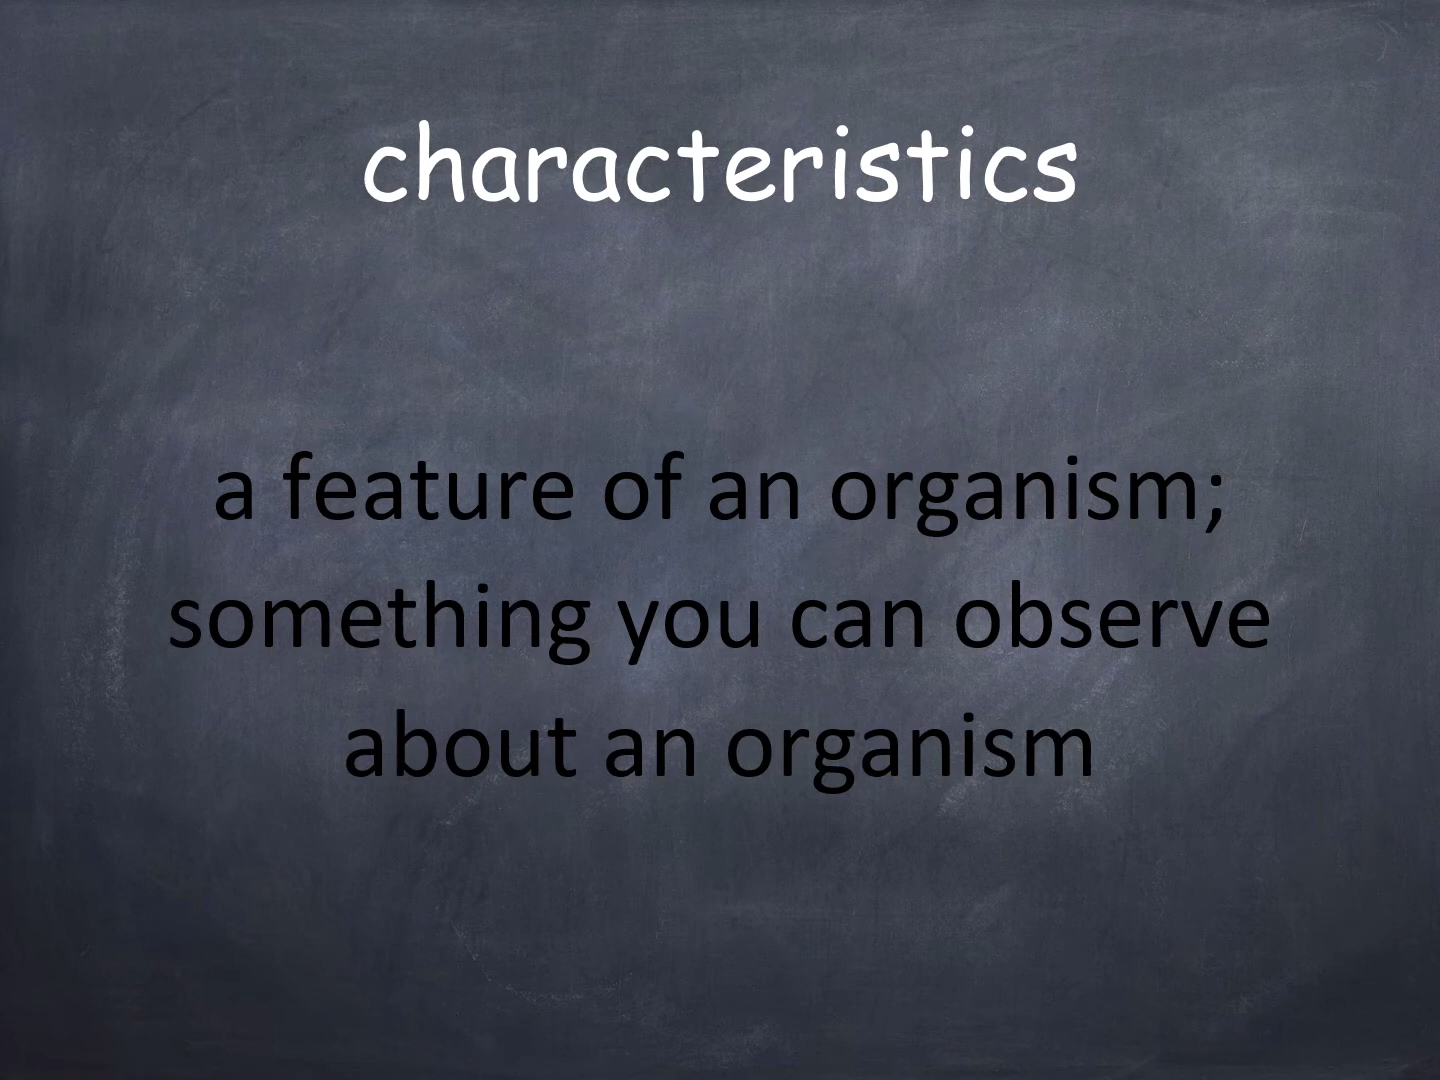 characteristics
a feature of an organism;
something you can observe
about an organism